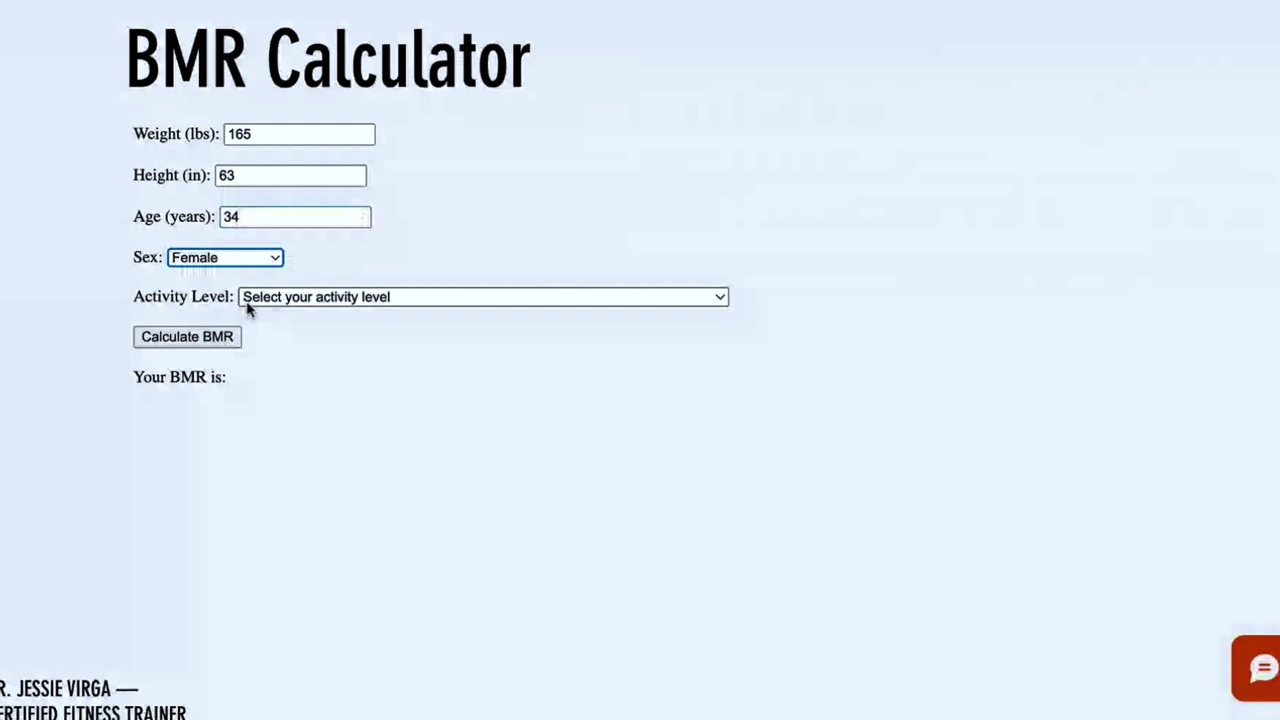 BMR Calculator
Weight (lbs): 165
Height (in): 63
Age (years): 34
Sex: Female
Activity Level: Select your activity level
Calculate BMR
Your BMR is:
R. JESSIE VIRGA —
ERTIFIED FITNESS TRAINER